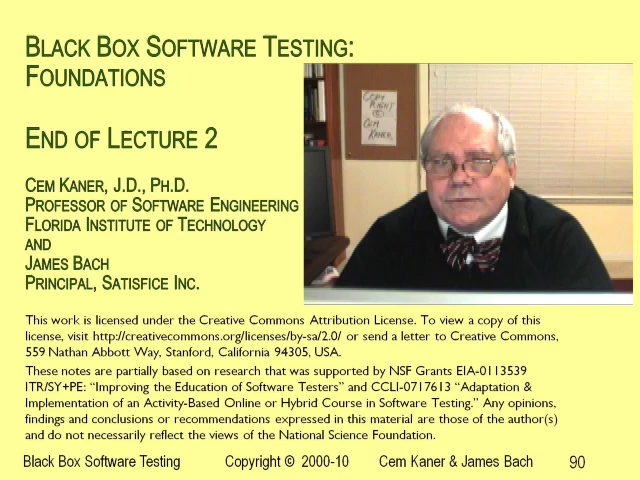 BLACK BOX SOFTWARE TESTING:
FOUNDATIONS
END OF LECTURE 2
CEM KANER, J.D., PH.D.
PROFESSOR OF SOFTWARE ENGINEERING
FLORIDA INSTITUTE OF TECHNOLOGY
AND
JAMES BACH
PRINCIPAL, SATISFICE INC.
COPY
RIGHT
©
CEM
KANER
This work is licensed under the Creative Commons Attribution License. To view a copy of this
license, visit http://creativecommons.org/licenses/by-sa/2.0/ or send a letter to Creative Commons,
559 Nathan Abbott Way, Stanford, California 94305, USA.
These notes are partially based on research that was supported by NSF Grants EIA-0113539
ITR/SY+PE: “Improving the Education of Software Testers” and CCLI-0717613 “Adaptation &
Implementation of an Activity-Based Online or Hybrid Course in Software Testing.” Any opinions,
findings and conclusions or recommendations expressed in this material are those of the author(s)
and do not necessarily reflect the views of the National Science Foundation.
Black Box Software Testing Copyright © 2000-10 Cem Kaner & James Bach 90